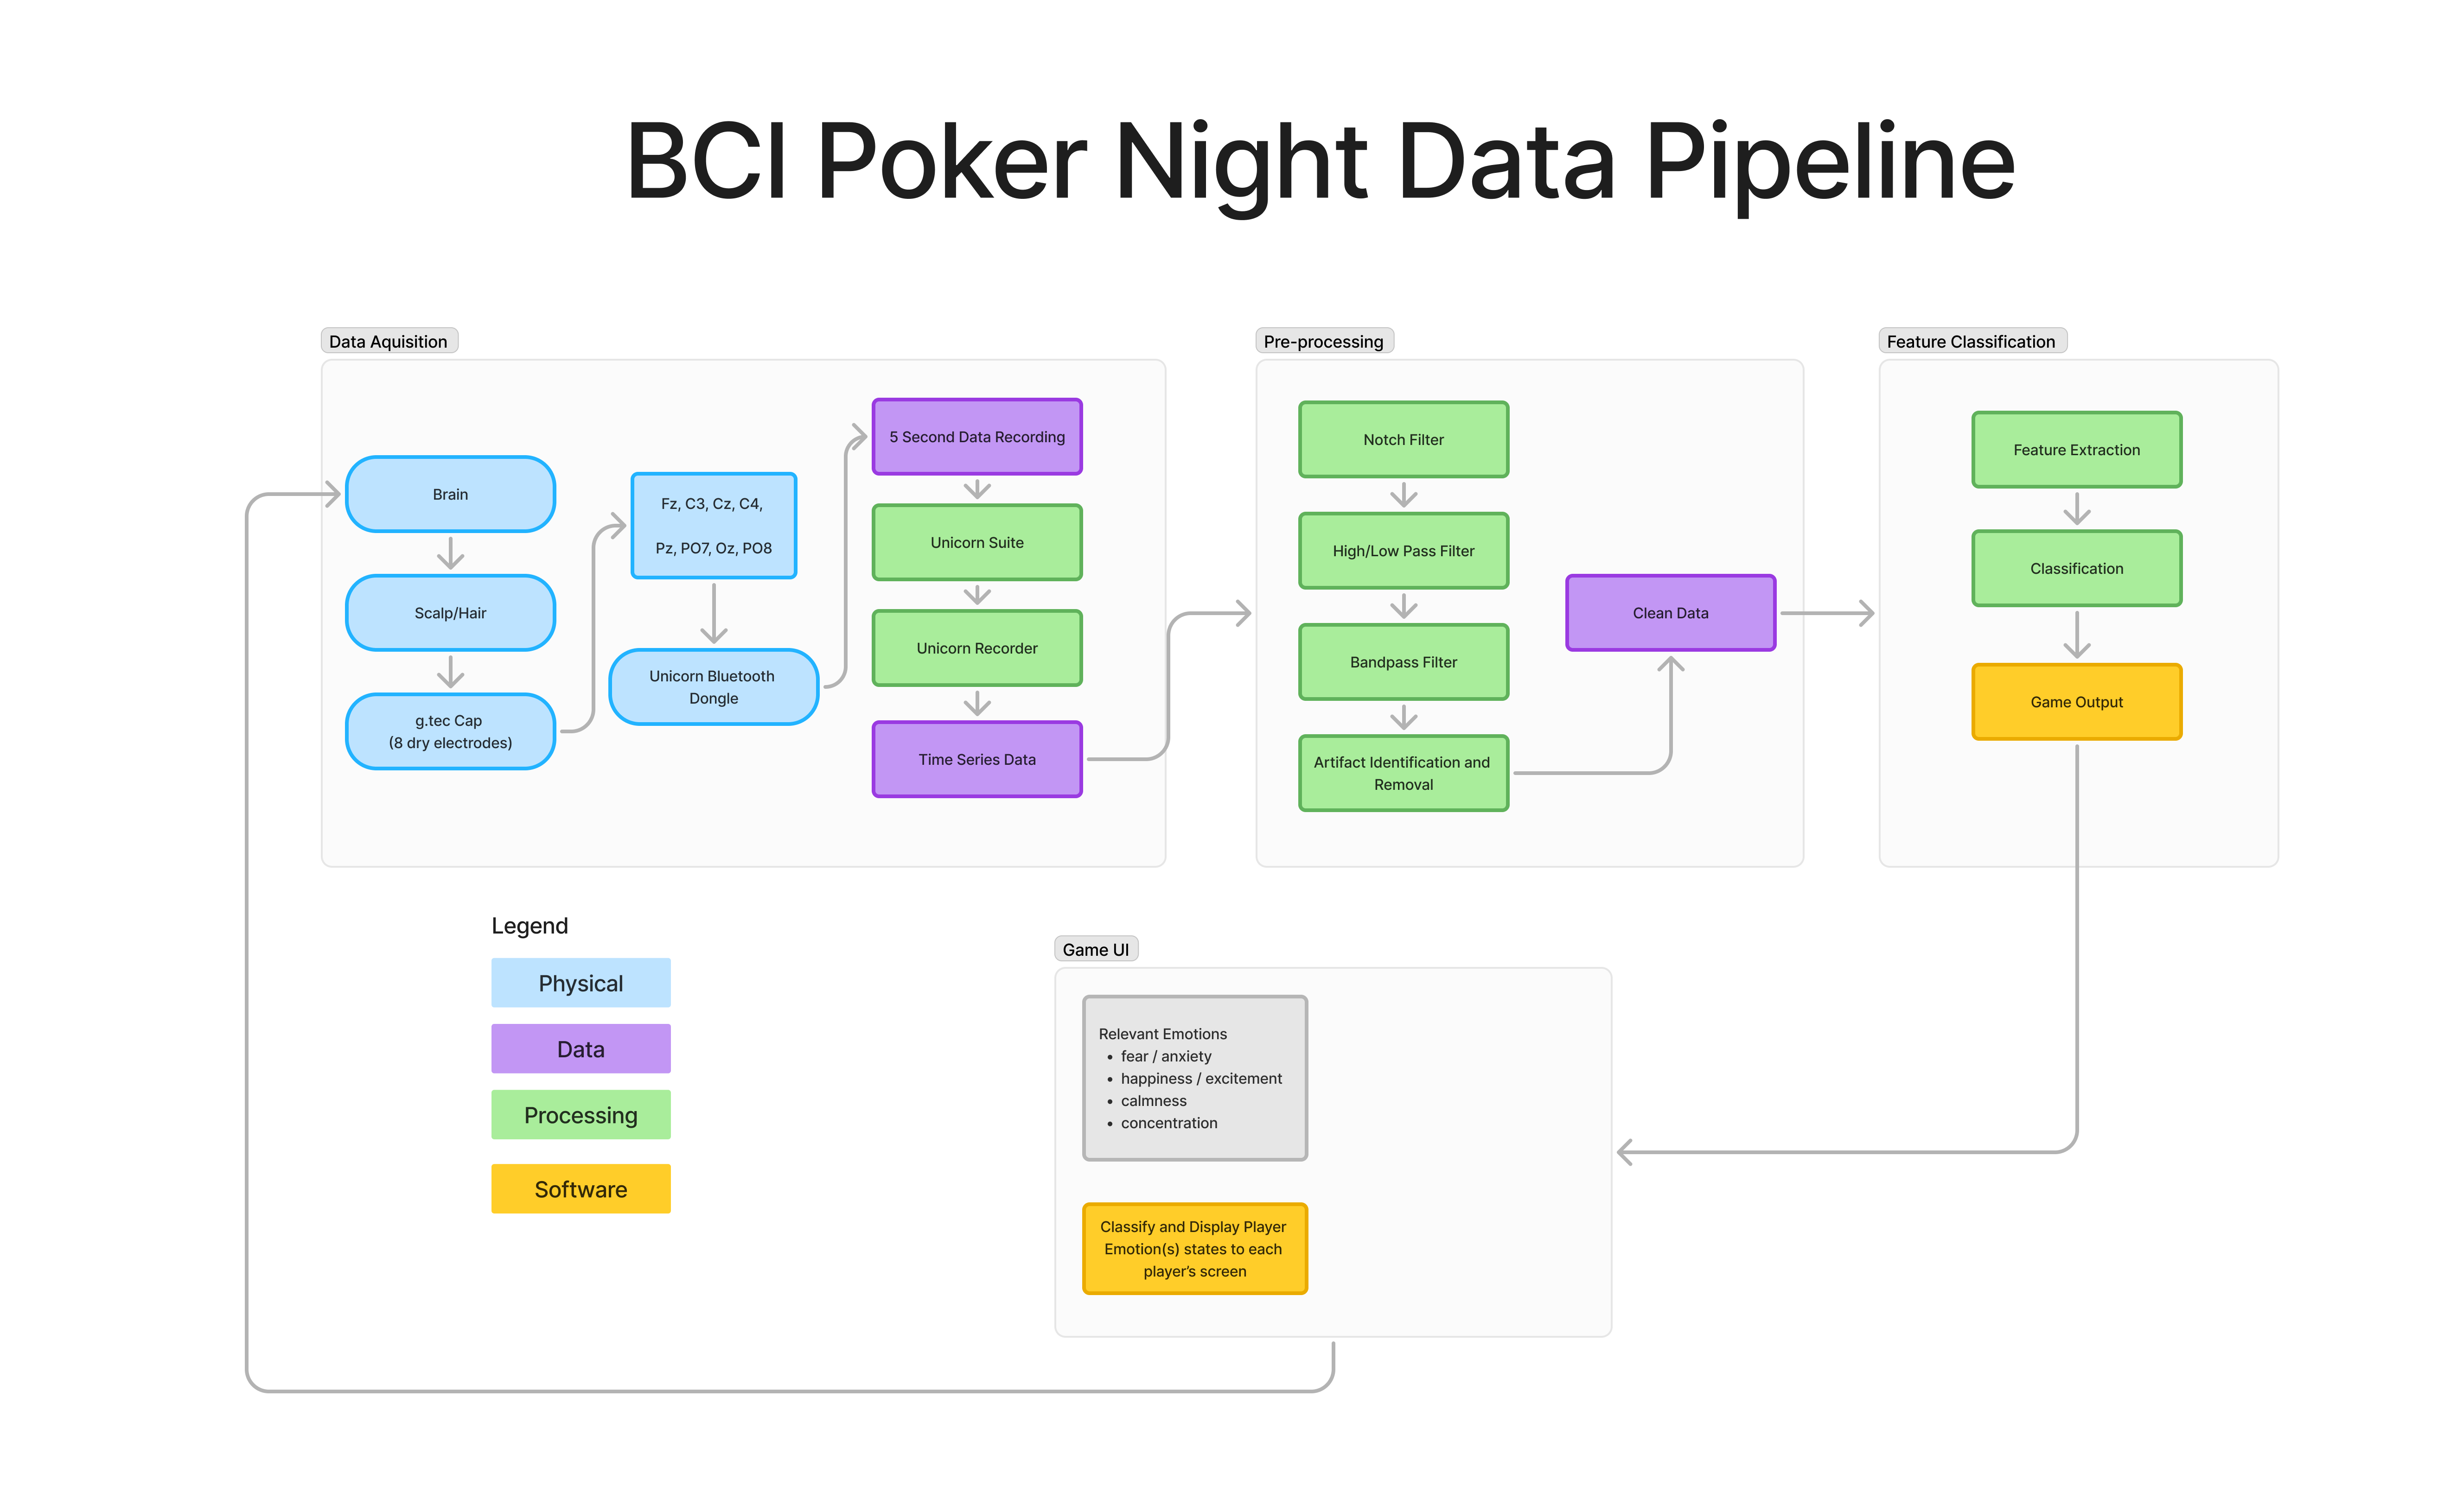 BCI Poker Night Data Pipeline
Data Aquisition
Brain
Scalp/Hair
g.tec Cap
(8 dry electrodes)
Fz, C3, Cz, C4,
Pz, PO7, Oz, PO8
Unicorn Bluetooth
Dongle
5 Second Data Recording
Unicorn Suite
Unicorn Recorder
Time Series Data
Pre-processing
Notch Filter
High/Low Pass Filter
Bandpass Filter
Artifact Identification and
Removal
Clean Data
Feature Classification
Feature Extraction
Classification
Game Output
Legend
Physical
Data
Processing
Software
Game UI
Relevant Emotions
• fear / anxiety
• happiness / excitement
• calmness
• concentration
Classify and Display Player
Emotion(s) states to each
player’s screen